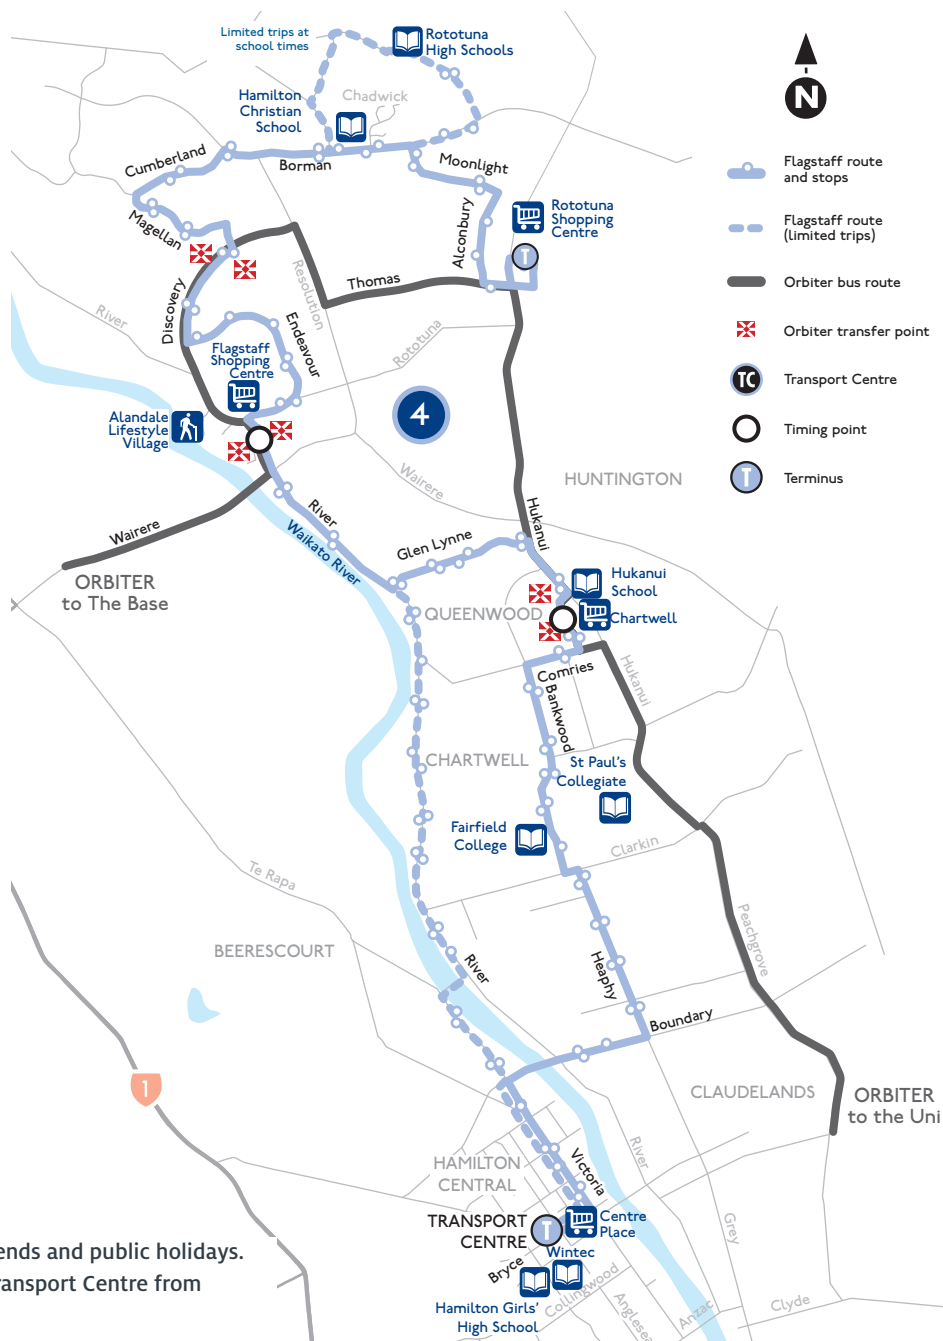 Limited trips at
school times
Rototuna
High Schools
Hamilton
Christian
School
Chadwick
Cumberland
Borman
Moonlight
Magellan
Alconbury
Rototuna
Shopping
Centre
T
Resolution
Thomas
Discovery
River
Endeavour
Flagstaff
Shopping
Centre
Rototuna
Alandale
Lifestyle
Village
4
N
Flagstaff route
and stops
Flagstaff route
(limited trips)
Orbiter bus route
Orbiter transfer point
TC
Transport Centre
Timing point
T
Terminus
Wairere
HUNTINGTON
River
Hukanui
Wairere
Waikato River
Glen Lynne
ORBITER
to The Base
QUEENWOOD
Hukanui
School
Chartwell
Comries
Hukanui
Bankwood
CHARTWELL
St Paul's
Collegiate
Fairfield
College
Clarkin
Te Rapa
Peachgrove
BEERESCOURT
River
Heaphy
Boundary
1
CLAUDELANDS
ORBITER
to the Uni
River
HAMILTON
CENTRAL
Victoria
TRANSPORT
CENTRE
T
Centre
Place
Grey
Wintec
Bryce
Collingwood
Hamilton Girls'
High School
Anglesea
Anzac
Clyde
ends and public holidays.
ransport Centre from